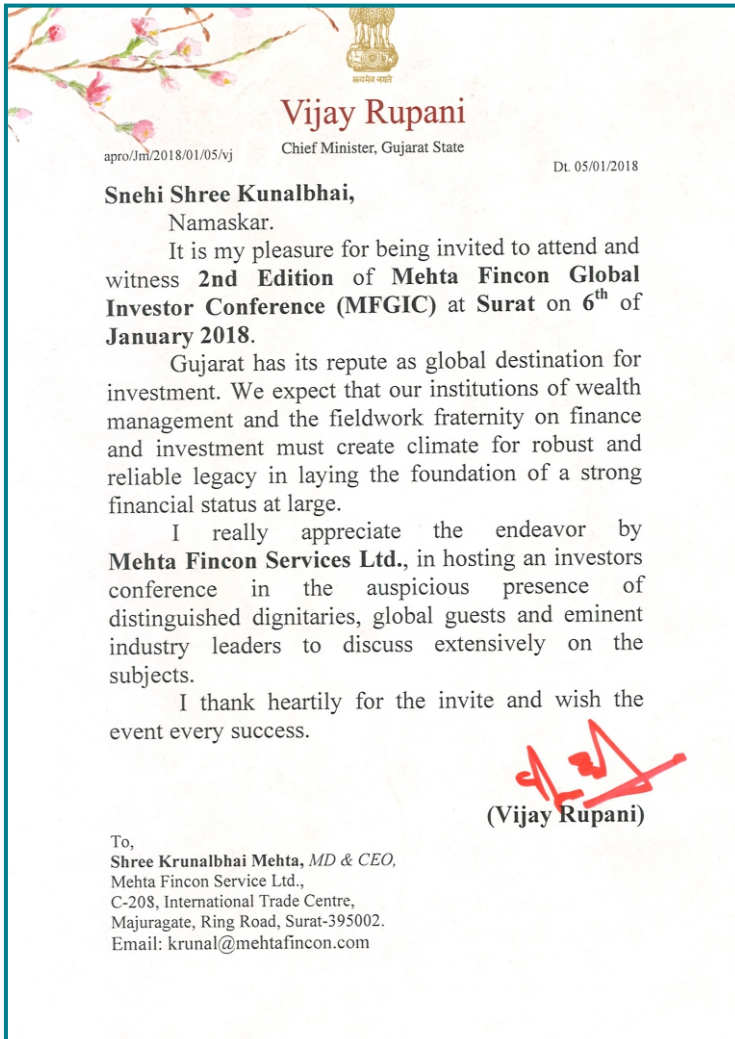 सत्यमेव जयते
Vijay Rupani
Chief Minister, Gujarat State
apro/Jm/2018/01/05/vj
Dt. 05/01/2018
Snehi Shree Kunalbhai,
Namaskar.
It is my pleasure for being invited to attend and
witness 2nd Edition of Mehta Fincon Global
Investor Conference (MFGIC) at Surat on 6th of
January 2018.
Gujarat has its repute as global destination for
investment. We expect that our institutions of wealth
management and the fieldwork fraternity on finance
and investment must create climate for robust and
reliable legacy in laying the foundation of a strong
financial status at large.
I really appreciate the endeavor by
Mehta Fincon Services Ltd., in hosting an investors
conference in the auspicious presence of
distinguished dignitaries, global guests and eminent
industry leaders to discuss extensively on the
subjects.
I thank heartily for the invite and wish the
event every success.
(Vijay Rupani)
To,
Shree Krunalbhai Mehta, MD & CEO,
Mehta Fincon Service Ltd.,
C-208, International Trade Centre,
Majuragate, Ring Road, Surat-395002.
Email: krunal@mehtafincon.com